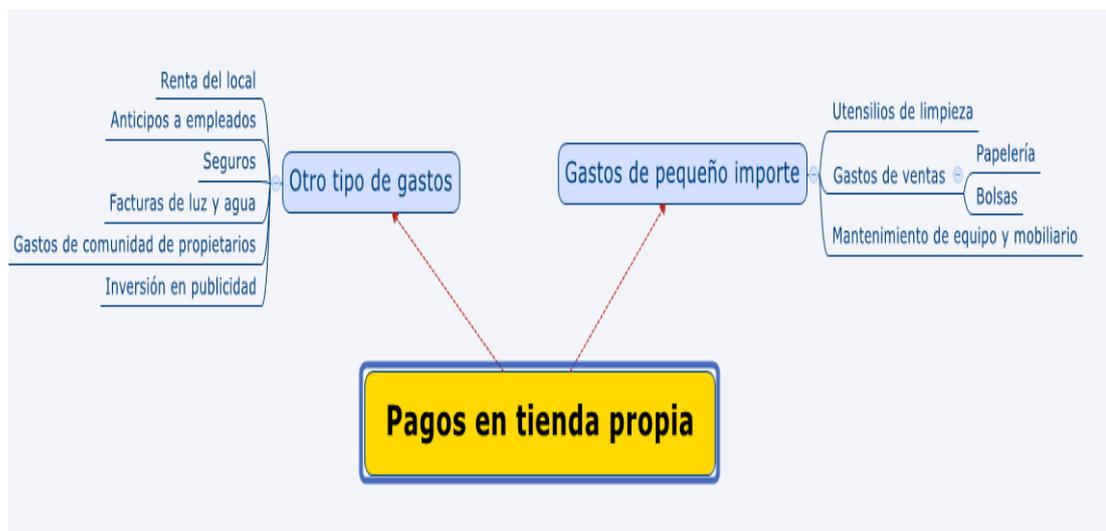 Renta del local
Anticipos a empleados
Seguros
Facturas de luz y agua
Gastos de comunidad de propietarios
Inversión en publicidad
Otro tipo de gastos
Gastos de pequeño importe
Utensilios de limpieza
Gastos de ventas
Papelería
Bolsas
Mantenimiento de equipo y mobiliario
Pagos en tienda propia